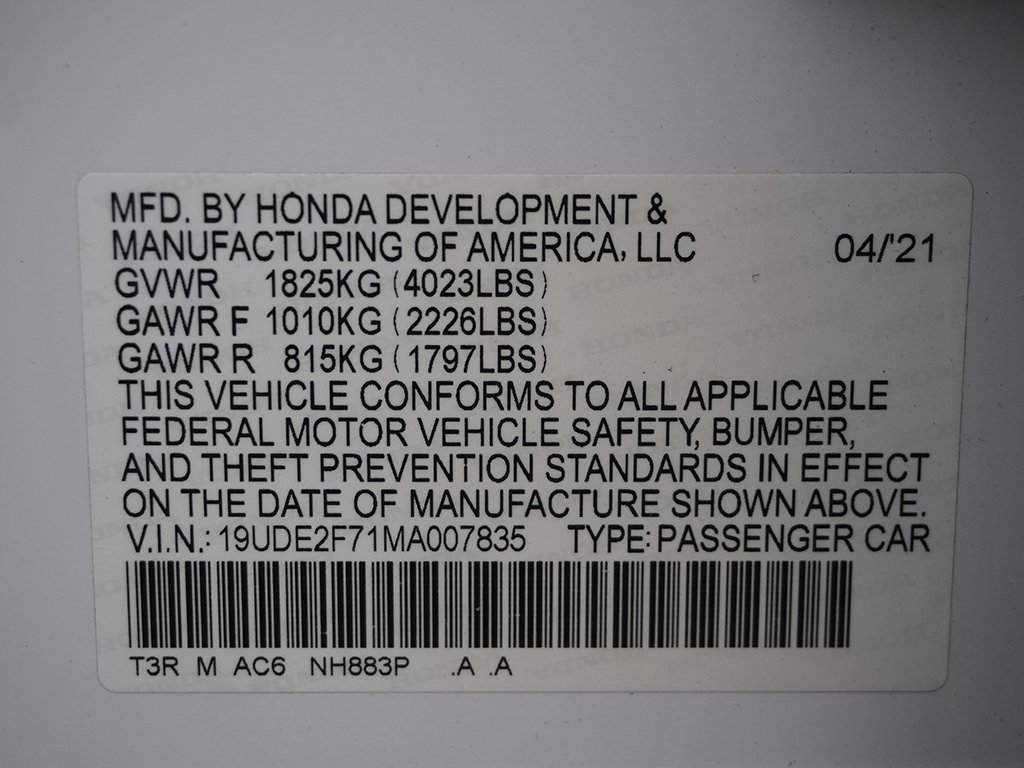 MFD. BY HONDA DEVELOPMENT &
MANUFACTURING OF AMERICA, LLC 04/'21
GVWR 1825KG (4023LBS)
GAWR F 1010KG (2226LBS)
GAWR R 815KG (1797LBS)
THIS VEHICLE CONFORMS TO ALL APPLICABLE
FEDERAL MOTOR VEHICLE SAFETY, BUMPER,
AND THEFT PREVENTION STANDARDS IN EFFECT
ON THE DATE OF MANUFACTURE SHOWN ABOVE.
V.I.N.: 19UDE2F71MA007835 TYPE: PASSENGER CAR
T3R M AC6 NH883P .A .A